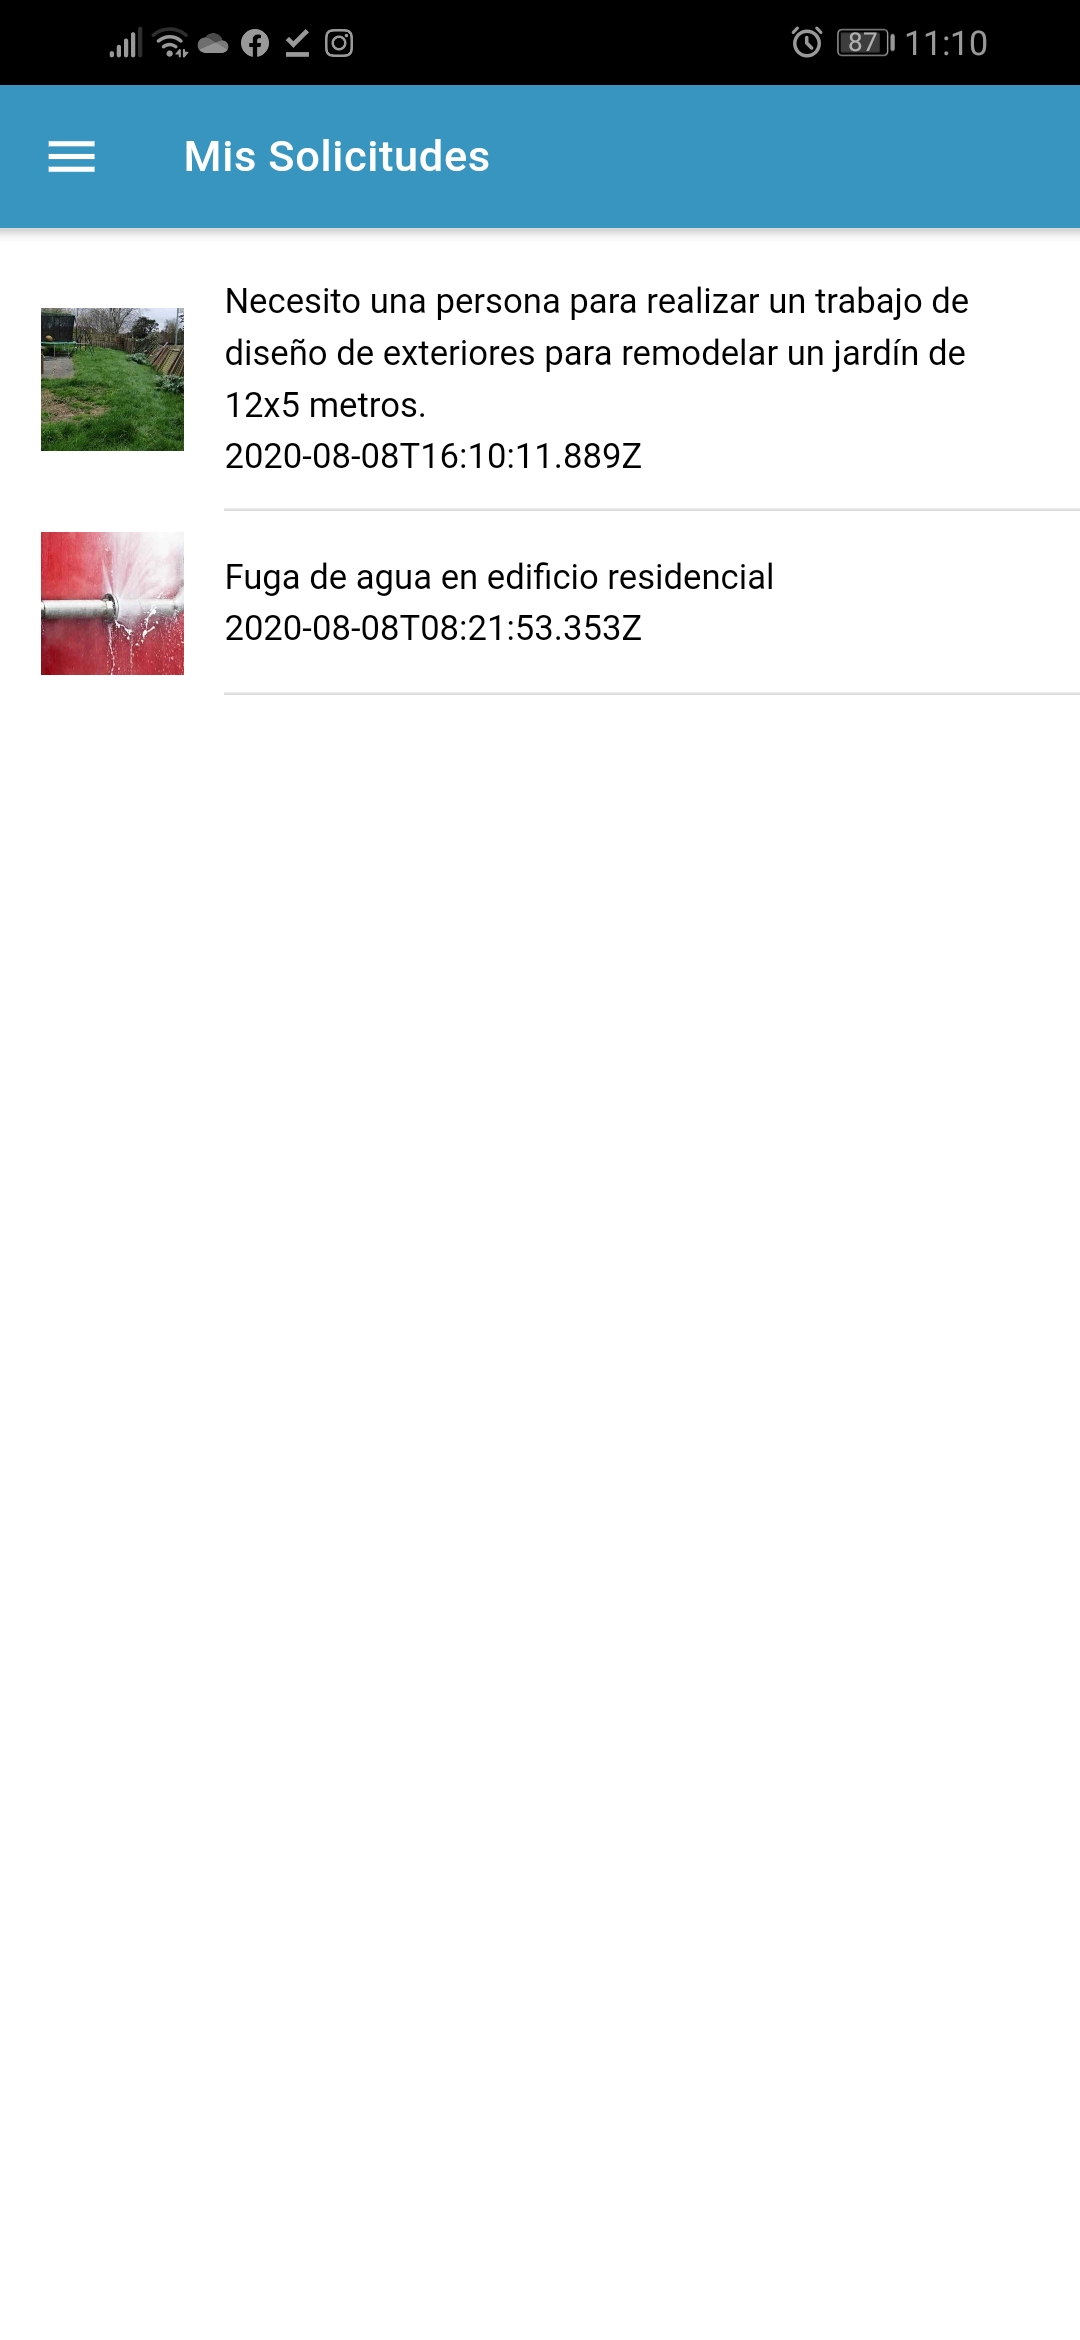 87 11:10
Mis Solicitudes
Necesito una persona para realizar un trabajo de
diseño de exteriores para remodelar un jardín de
12x5 metros.
2020-08-08T16:10:11.889Z
Fuga de agua en edificio residencial
2020-08-08T08:21:53.353Z